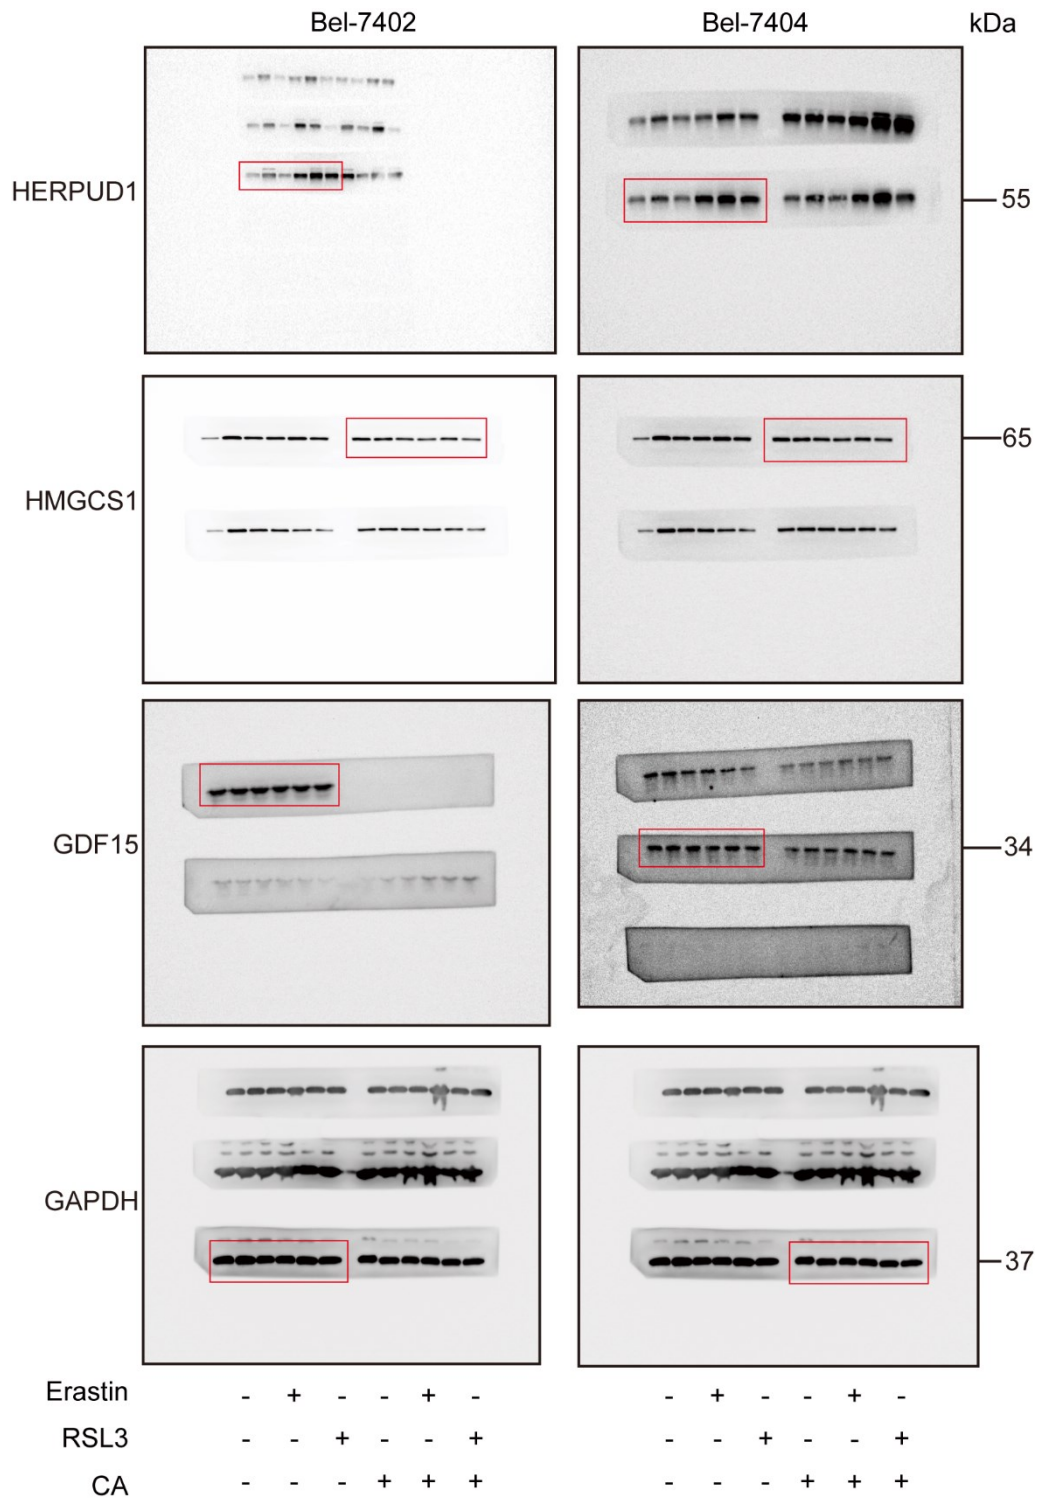 Bel-7402 Bel-7404 kDa
HERPUD1 55
HMGCS1 65
GDF15 34
GAPDH 37
Erastin - + - - + - - + - - + -
RSL3 - - + - - + - - + - - +
CA - - - + + + - - - + + +